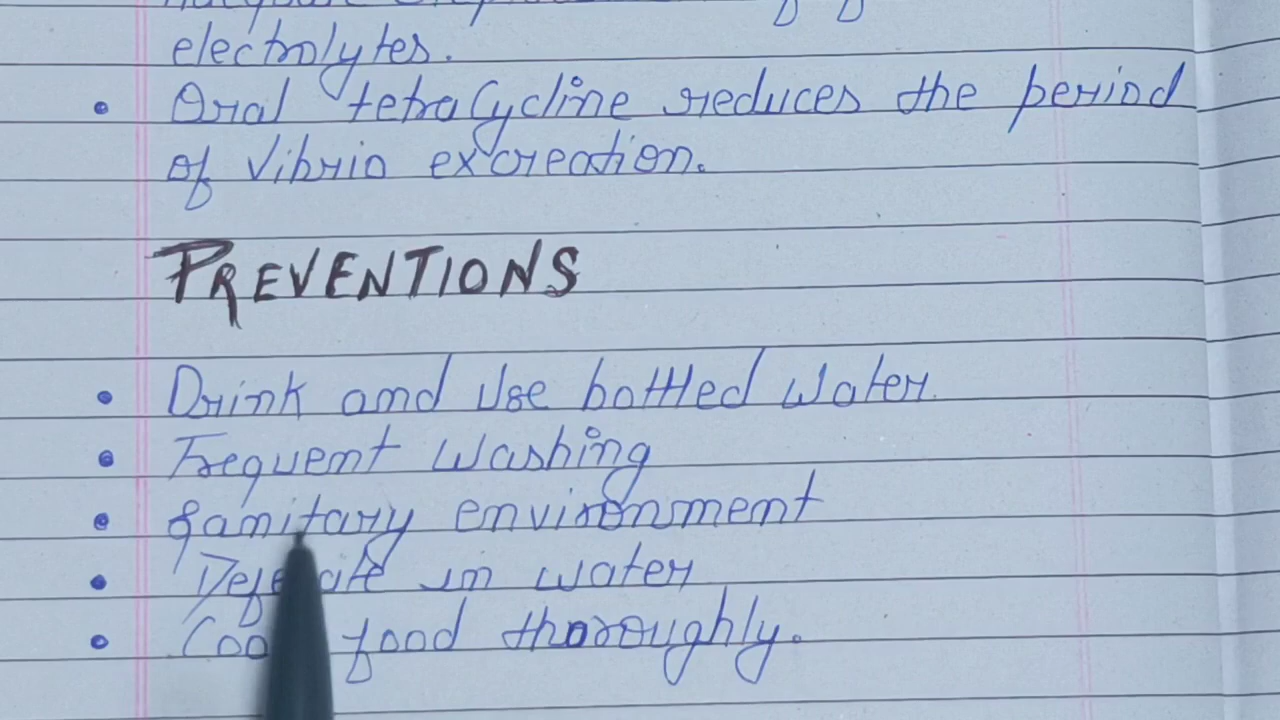 electrolytes.
• Oral tetracycline reduces the period
of Vibrio excreation.
PREVENTIONS
• Drink and Use bottled water.
• Frequent washing
• Sanitary environment
• in water
• food thoroughly.